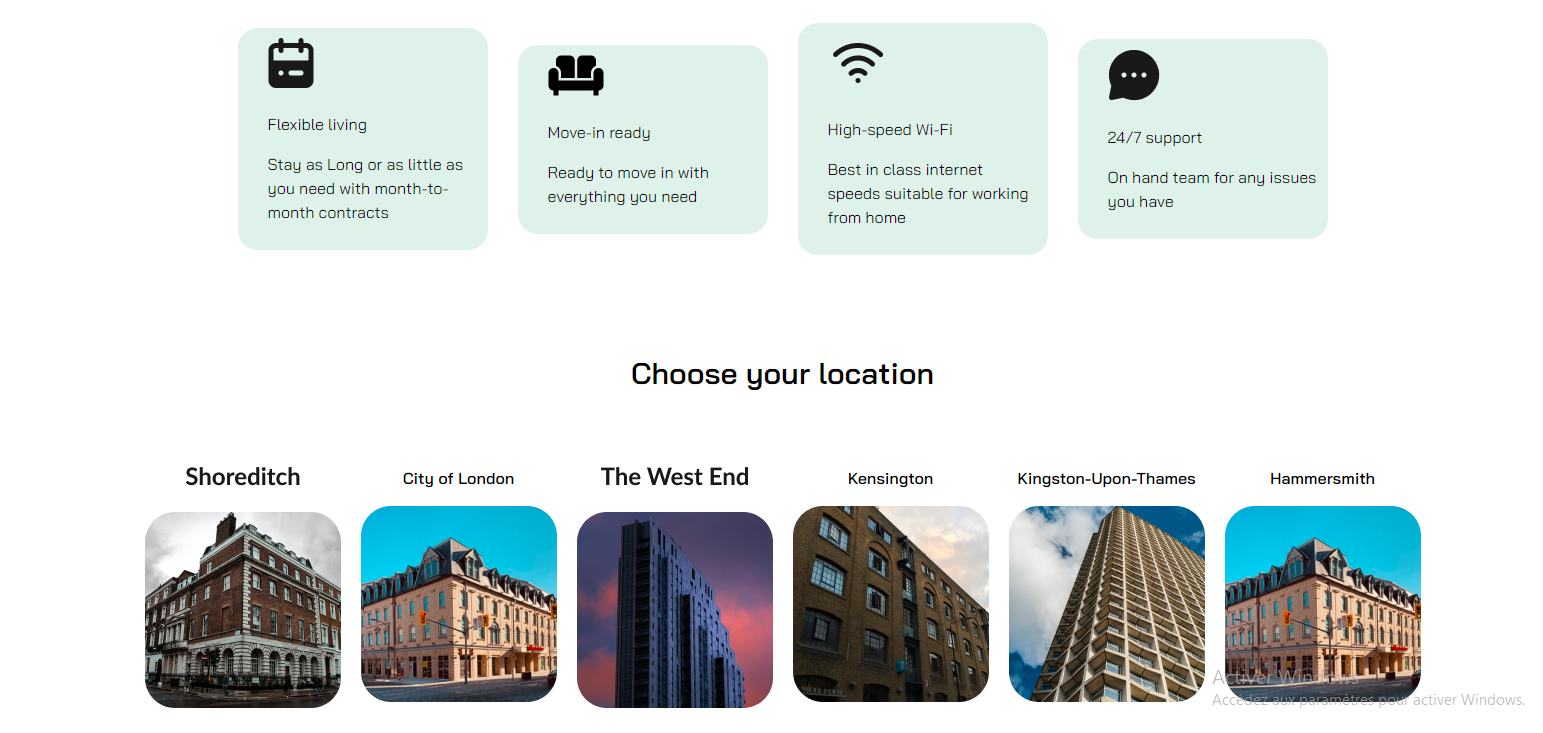 Flexible living
Stay as Long or as little as
you need with month-to-
month contracts
Move-in ready
Ready to move in with
everything you need
High-speed Wi-Fi
Best in class internet
speeds suitable for working
from home
24/7 support
On hand team for any issues
you have
Choose your location
Shoreditch
City of London
The West End
Kensington
Kingston-Upon-Thames
Hammersmith
Activer Windows
Accédez aux paramètres pour activer Windows.